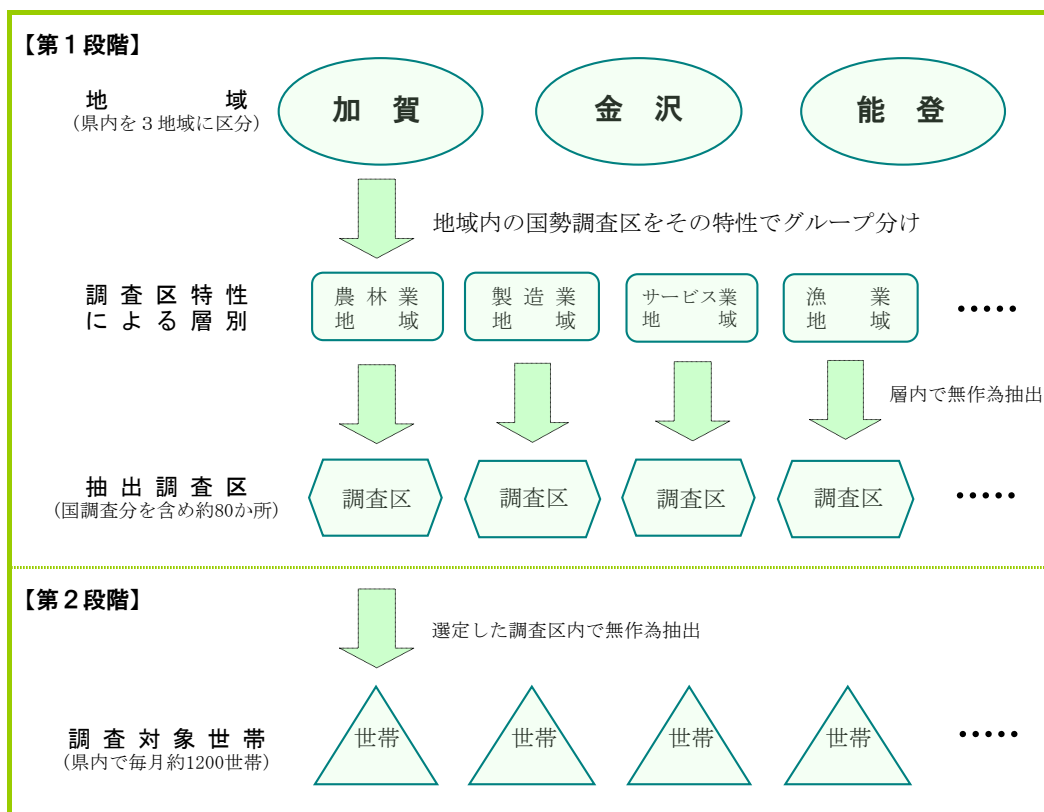 【第１段階】
地域
（県内を３地域に区分）
加賀
金沢
能登
地域内の国勢調査区をその特性でグループ分け
調査区特性
による層別
農林業
地域
製造業
地域
サービス業
地域
漁業
地域
•••••
層内で無作為抽出
抽出調査区
（国調査分を含め約80か所）
調査区
調査区
調査区
調査区
•••••
【第２段階】
選定した調査区内で無作為抽出
調査対象世帯
（県内で毎月約1200世帯）
世帯
世帯
世帯
世帯
•••••